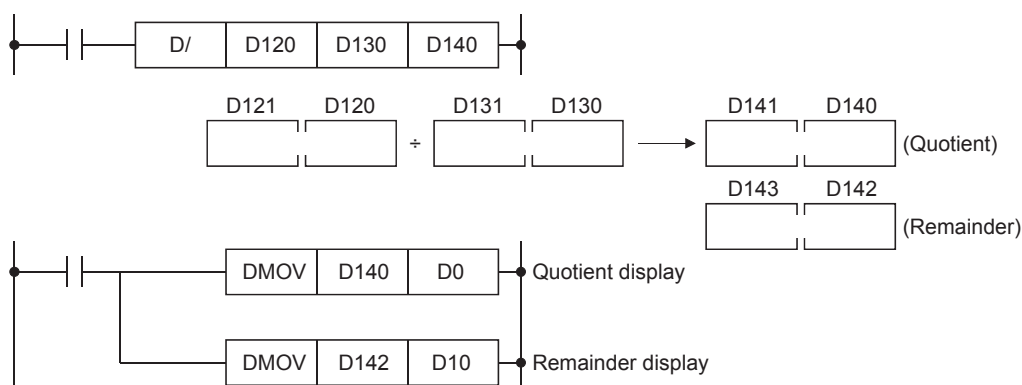 D/ D120 D130 D140
D121 D120 D131 D130 D141 D140
÷ (Quotient)
D143 D142
(Remainder)
DMOV D140 D0 Quotient display
DMOV D142 D10 Remainder display